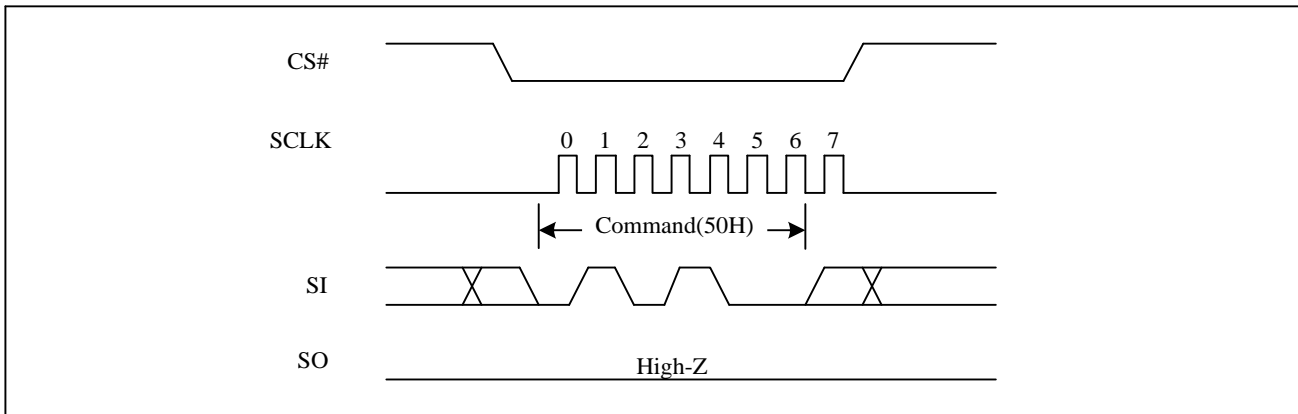 CS#
SCLK
0 1 2 3 4 5 6 7
Command(50H)
SI
SO
High-Z